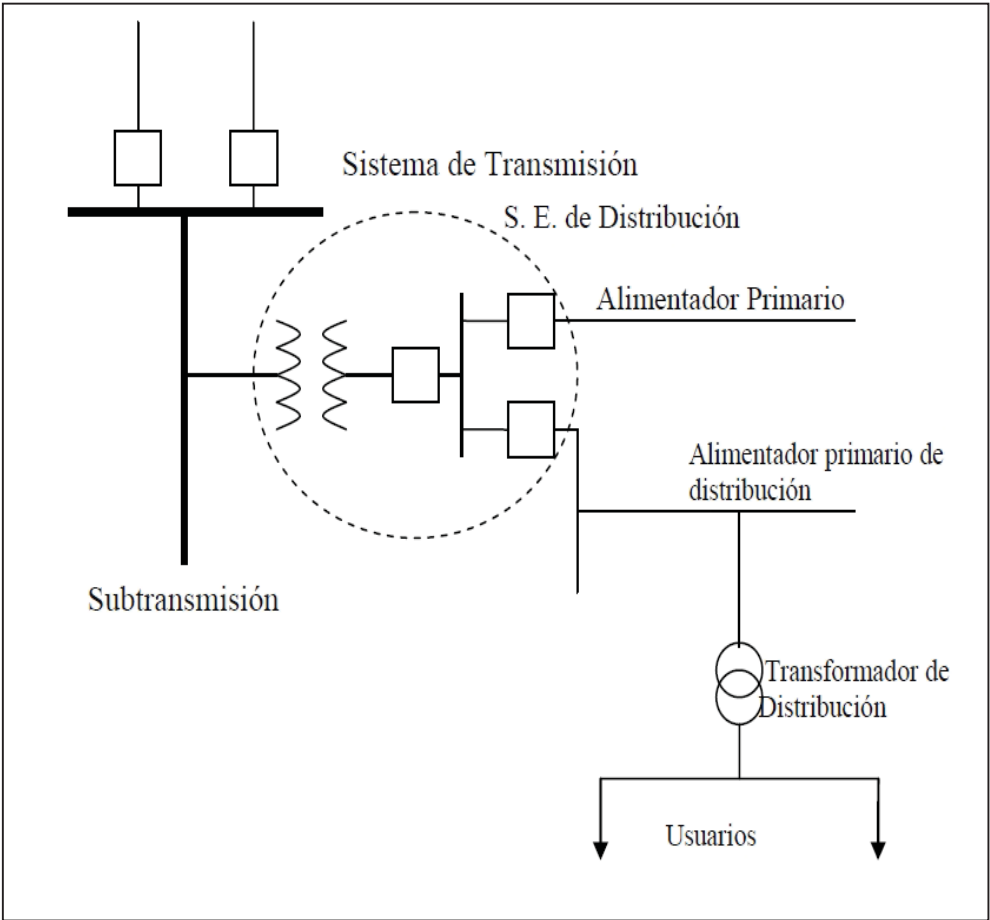 Sistema de Transmisión
S. E. de Distribución
Alimentador Primario
Alimentador primario de
distribución
Subtransmisión
Transformador de
Distribución
Usuarios